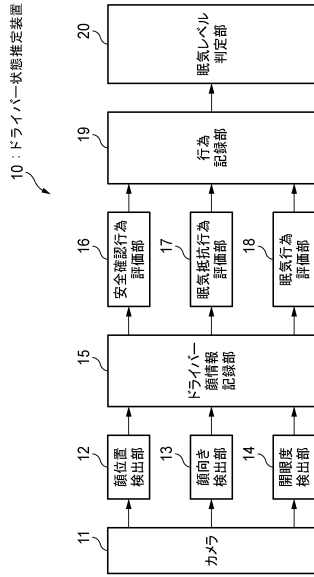 10：ドライバー状態推定装置
11
カメラ
12
顔位置
検出部
13
顔向き
検出部
14
開眼度
検出部
15
ドライバー
顔情報
記録部
16
安全確認行為
評価部
17
眠気抵抗行為
評価部
18
眠気行為
評価部
19
行為
記録部
20
眠気レベル
判定部